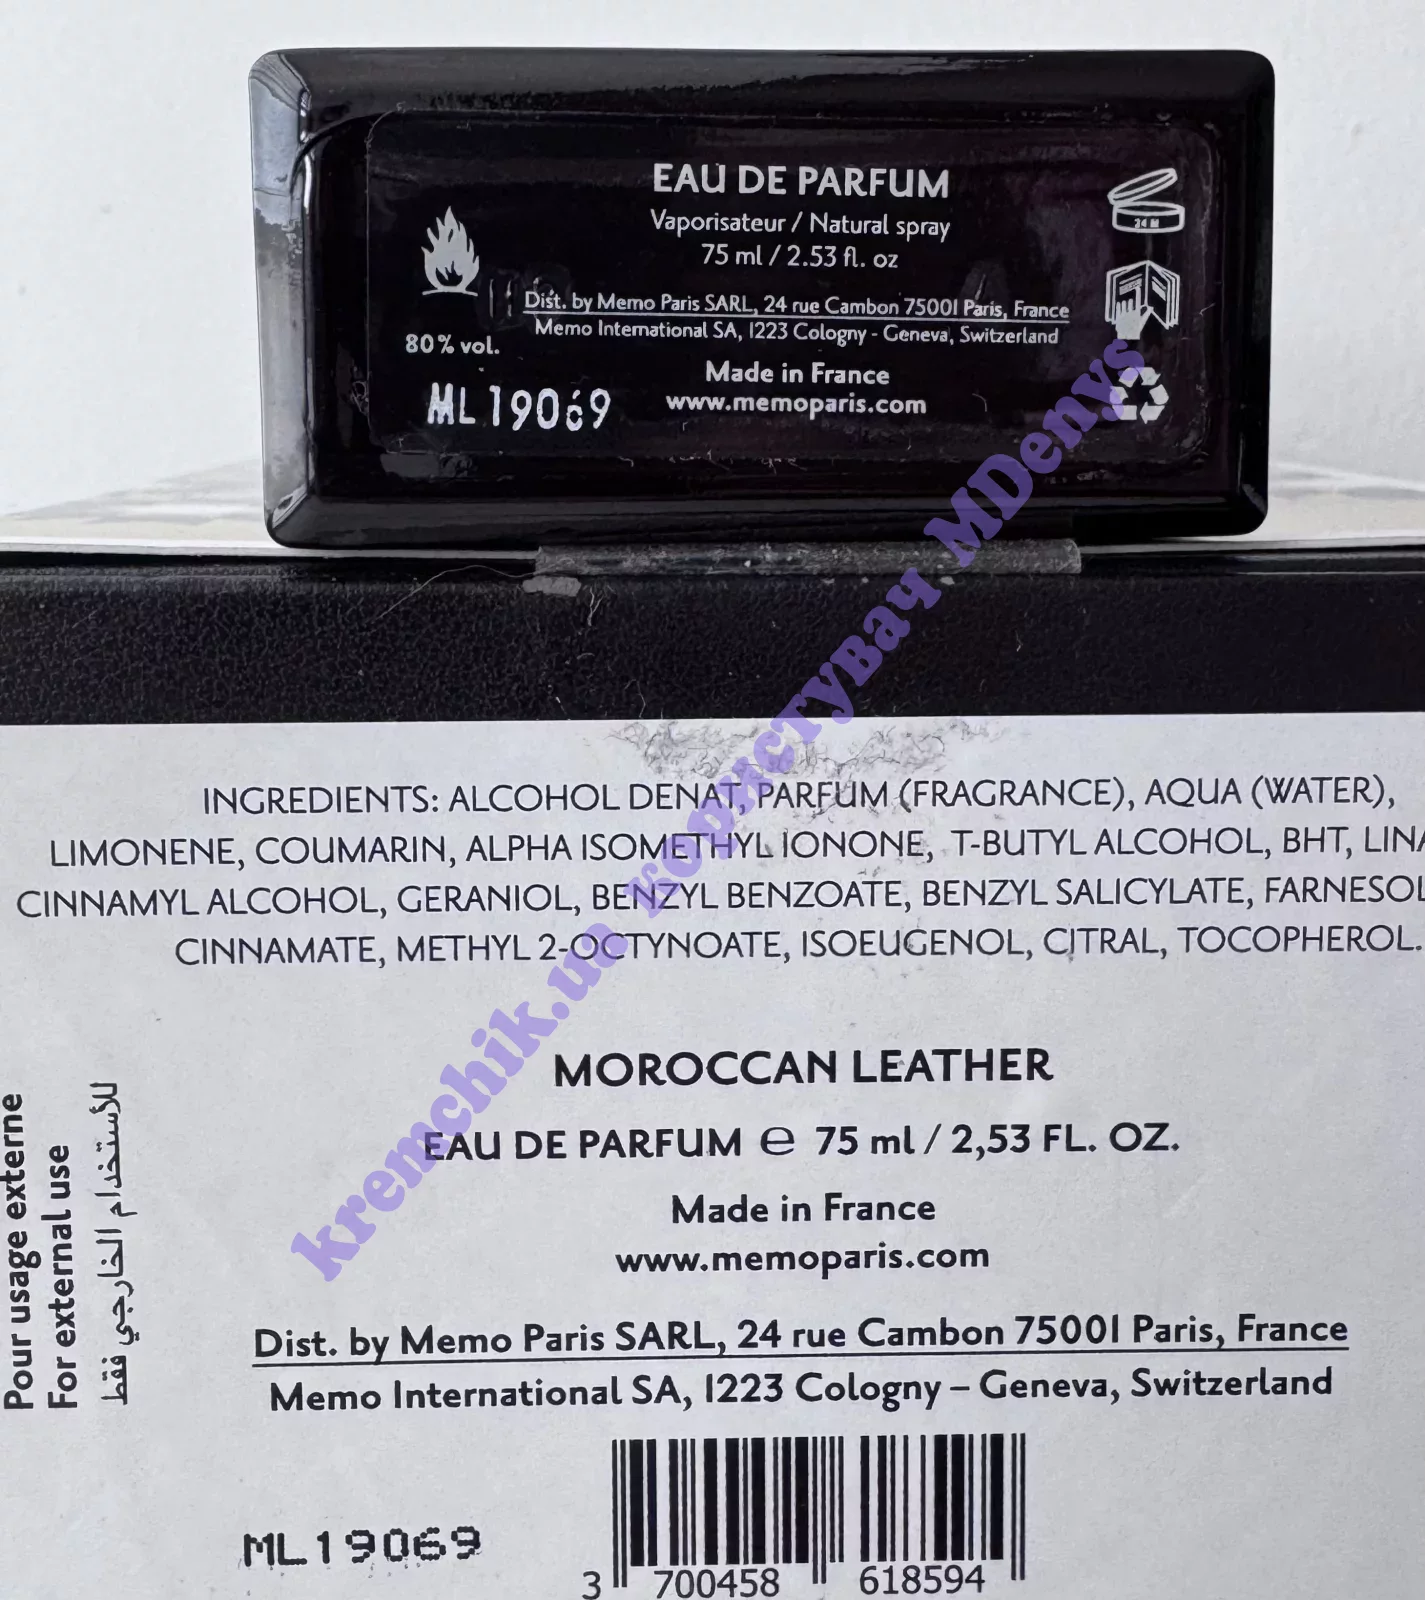 EAU DE PARFUM
Vaporisateur / Natural spray
75 ml / 2.53 fl. oz
24 M
Dist. by Memo Paris SARL, 24 rue Cambon 75001 Paris, France
Memo International SA, 1223 Cologny - Geneva, Switzerland
80% vol.
Made in France
www.memoparis.com
ML19069
kremchik.ua користувач MDenys
INGREDIENTS: ALCOHOL DENAT, PARFUM (FRAGRANCE), AQUA (WATER),
LIMONENE, COUMARIN, ALPHA ISOMETHYL IONONE, T-BUTYL ALCOHOL, BHT,
CINNAMYL ALCOHOL, GERANIOL, BENZYL BENZOATE, BENZYL SALICYLATE, FARNESOL
CINNAMATE, METHYL 2-OCTYNOATE, ISOEUGENOL, CITRAL, TOCOPHEROL.
MOROCCAN LEATHER
EAU DE PARFUM ℮ 75 ml / 2,53 FL. OZ.
Made in France
www.memoparis.com
Dist. by Memo Paris SARL, 24 rue Cambon 75001 Paris, France
Memo International SA, 1223 Cologny – Geneva, Switzerland
Pour usage externe
For external use
للأستخدام الخارجي فقط
ML19069
3 700458 618594